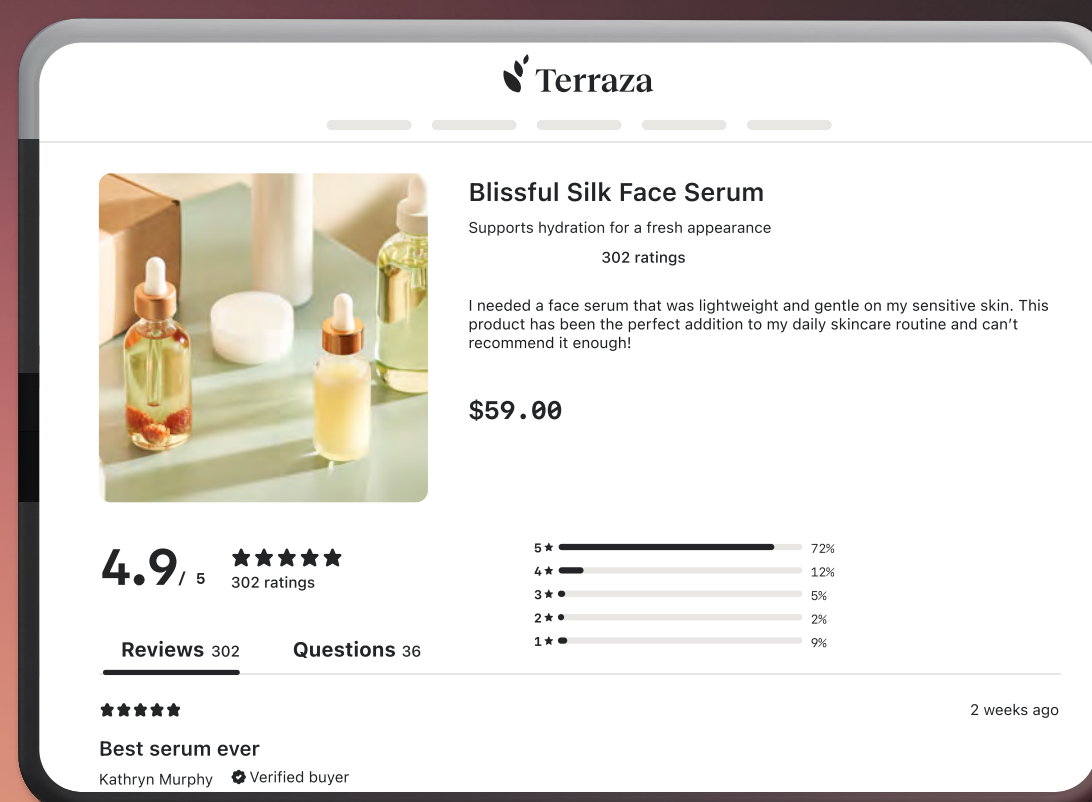 Terraza
Blissful Silk Face Serum
Supports hydration for a fresh appearance
302 ratings
I needed a face serum that was lightweight and gentle on my sensitive skin. This
product has been the perfect addition to my daily skincare routine and can’t
recommend it enough!
$59.00
4.9 / 5
302 ratings
5 72%
4 12%
3 5%
2 2%
1 9%
Reviews 302 Questions 36
2 weeks ago
Best serum ever
Kathryn Murphy Verified buyer